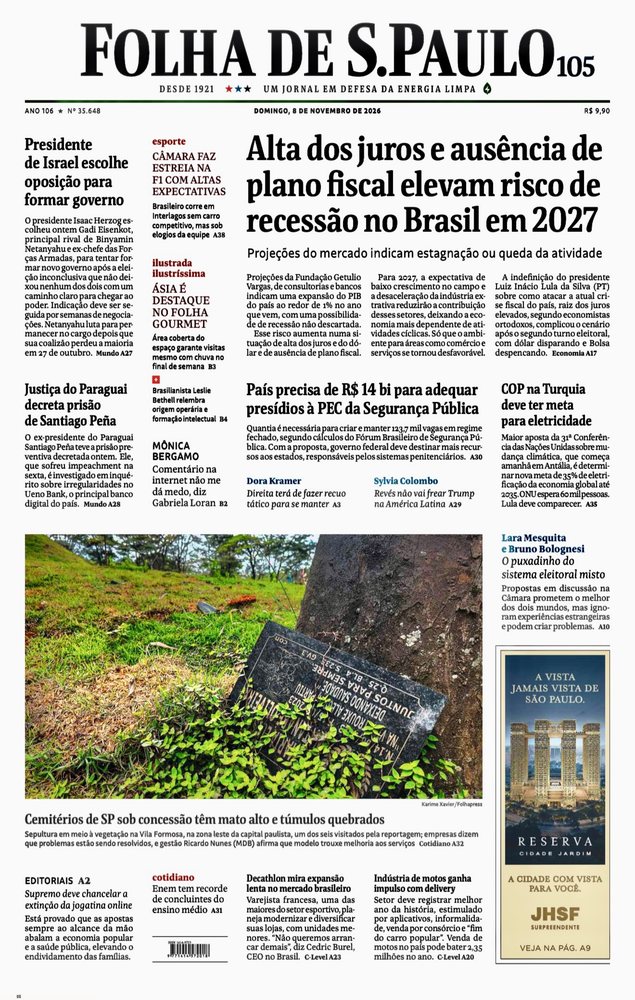 FOLHA DE S.PAULO
105
DESDE 1921 ★★★ UM JORNAL EM DEFESA DA ENERGIA LIMPA
ANO 106 ★ Nº 35.648
DOMINGO, 8 DE NOVEMBRO DE 2026
R$ 9,90
Presidente
de Israel escolhe
oposição para
formar governo
O presidente Isaac Herzog es-
colheu ontem Gadi Eisenkot,
principal rival de Binyamin
Netanyahu e ex-chefe das For-
ças Armadas, para tentar for-
mar novo governo após a elei-
ção inconclusiva que não dei-
xou nenhum dos dois com um
caminho claro para chegar ao
poder. Indicação deve ser se-
guida por semanas de negocia-
ções. Netanyahu luta para per-
manecer no cargo depois que
sua coalizão perdeu a maioria
em 27 de outubro. Mundo A27
Justiça do Paraguai
decreta prisão
de Santiago Peña
O ex-presidente do Paraguai
Santiago Peña teve a prisão pre-
ventiva decretada ontem. Ele,
que sofreu impeachment na
sexta, é investigado em inqué-
rito sobre irregularidades no
Ueno Bank, o principal banco
digital do país. Mundo A28
esporte
CÂMARA FAZ
ESTREIA NA
F1 COM ALTAS
EXPECTATIVAS
Brasileiro corre em
Interlagos sem carro
competitivo, mas sob
elogios da equipe A38
ilustrada
ilustríssima
ÁSIA É
DESTAQUE
NO FOLHA
GOURMET
Área coberta do
espaço garante visitas
mesmo com chuva no
final de semana B3
Brasilianista Leslie
Bethell relembra
origem operária e
formação intelectual B4
MÔNICA
BERGAMO
Comentário na
internet não me
dá medo, diz
Gabriela Loran B2
Alta dos juros e ausência de
plano fiscal elevam risco de
recessão no Brasil em 2027
Projeções do mercado indicam estagnação ou queda da atividade
Projeções da Fundação Getulio
Vargas, de consultorias e bancos
indicam uma expansão do PIB
do país ao redor de 1% no ano
que vem, com uma possibilida-
de de recessão não descartada.
Esse risco aumenta numa si-
tuação de alta dos juros e do dó-
lar e de ausência de plano fiscal.
Para 2027, a expectativa de
baixo crescimento no campo e
a desaceleração da indústria ex-
trativa reduzirão a contribuição
desses setores, deixando a eco-
nomia mais dependente de ati-
vidades cíclicas. Só que o ambi-
ente para áreas como comércio e
serviços se tornou desfavorável.
A indefinição do presidente
Luiz Inácio Lula da Silva (PT)
sobre como atacar a atual cri-
se fiscal do país, raiz dos juros
elevados, segundo economistas
ortodoxos, complicou o cenário
após o segundo turno eleitoral,
com dólar disparando e Bolsa
despencando. Economia A17
País precisa de R$ 14 bi para adequar
presídios à PEC da Segurança Pública
Quantia é necessária para criar e manter 123,7 mil vagas em regime
fechado, segundo cálculos do Fórum Brasileiro de Segurança Pú-
blica. Com a proposta, governo federal deve destinar mais recur-
sos aos estados, responsáveis pelos sistemas penitenciários. A30
Dora Kramer
Direita terá de fazer recuo
tático para se manter A3
Sylvia Colombo
Revés não vai frear Trump
na América Latina A29
COP na Turquia
deve ter meta
para eletricidade
Maior aposta da 31ª Conferên-
cia das Nações Unidas sobre mu-
dança climática, que começa
amanhã em Antália, é determi-
nar nova meta de 35% de eletri-
ficação da economia global até
2035. ONU espera 60 mil pessoas.
Lula deve comparecer. A35
Lara Mesquita
e Bruno Bolognesi
O puxadinho do
sistema eleitoral misto
Propostas em discussão na
Câmara prometem o melhor
dos dois mundos, mas igno-
ram experiências estrangeiras
e podem criar problemas. A10
JUNTOS PARA SEMPRE
Q.25 BL.4 S.23
GV.3
Karime Xavier/Folhapress
Cemitérios de SP sob concessão têm mato alto e túmulos quebrados
Sepultura em meio à vegetação na Vila Formosa, na zona leste da capital paulista, um dos seis visitados pela reportagem; empresas dizem
que problemas estão sendo resolvidos, e gestão Ricardo Nunes (MDB) afirma que modelo trouxe melhoria aos serviços Cotidiano A32
A VISTA
JAMAIS VISTA DE
SÃO PAULO.
RESERVA
CIDADE JARDIM
A CIDADE COM VISTA
PARA VOCÊ.
JHSF
PRESERVEMENT
VEJA NA PÁG. A9
EDITORIAIS A2
Supremo deve chancelar a
extinção da jogatina online
Está provado que as apostas
sempre ao alcance da mão
abalam a economia popular
e a saúde pública, elevando o
endividamento das famílias.
cotidiano
Enem tem recorde
de concluintes do
ensino médio A31
Decathlon mira expansão
lenta no mercado brasileiro
Varejista francesa, uma das
maiores do setor esportivo, pla-
neja modernizar e diversificar
suas lojas, com unidades me-
nores. “Não queremos arran-
car demais”, diz Cedric Burel,
CEO no Brasil. C-Level A23
Indústria de motos ganha
impulso com delivery
Setor deve registrar melhor
ano da história, estimulado
por aplicativos, informalida-
de, venda por consórcio e “fim
do carro popular”. Venda de
motos no país pode bater 2,35
milhões no ano. C-Level A20